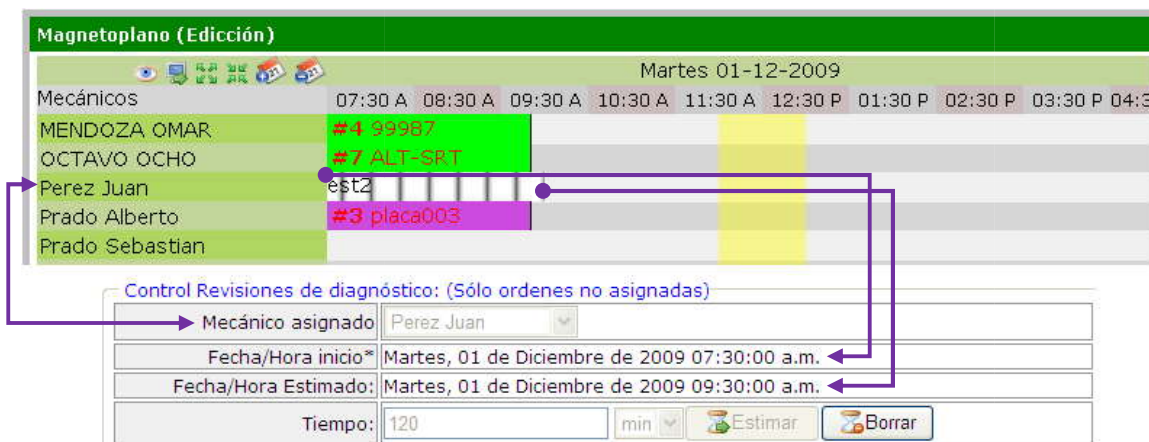 Magnetoplano (Edicción)
Martes 01-12-2009
Mecánicos 07:30 A 08:30 A 09:30 A 10:30 A 11:30 A 12:30 P 01:30 P 02:30 P 03:30 P 04:3
MENDOZA OMAR #4 99987
OCTAVO OCHO #7 ALT-SRT
Perez Juan est2
Prado Alberto #3 placa003
Prado Sebastian
Control Revisiones de diagnóstico: (Sólo ordenes no asignadas)
Mecánico asignado Perez Juan
Fecha/Hora inicio* Martes, 01 de Diciembre de 2009 07:30:00 a.m.
Fecha/Hora Estimado: Martes, 01 de Diciembre de 2009 09:30:00 a.m.
Tiempo: 120 min Estimar Borrar